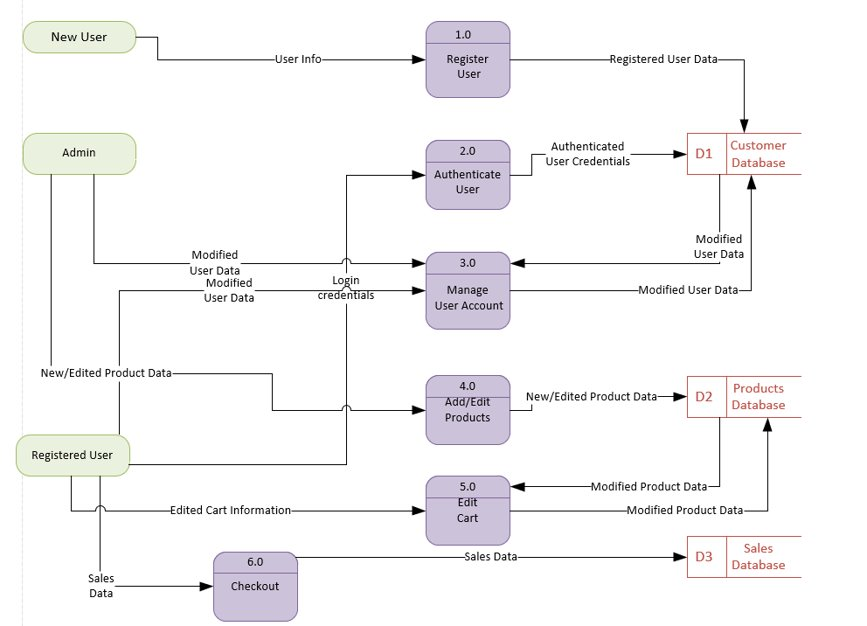 New User
1.0
Register
User
User Info
Registered User Data
Admin
2.0
Authenticate
User
Authenticated
User Credentials
D1
Customer
Database
Modified
User Data
Modified
User Data
Login
credentials
3.0
Manage
User Account
Modified
User Data
Modified User Data
New/Edited Product Data
4.0
Add/Edit
Products
New/Edited Product Data
D2
Products
Database
Registered User
5.0
Edit
Cart
Modified Product Data
Edited Cart Information
Modified Product Data
6.0
Checkout
Sales Data
D3
Sales
Database
Sales
Data